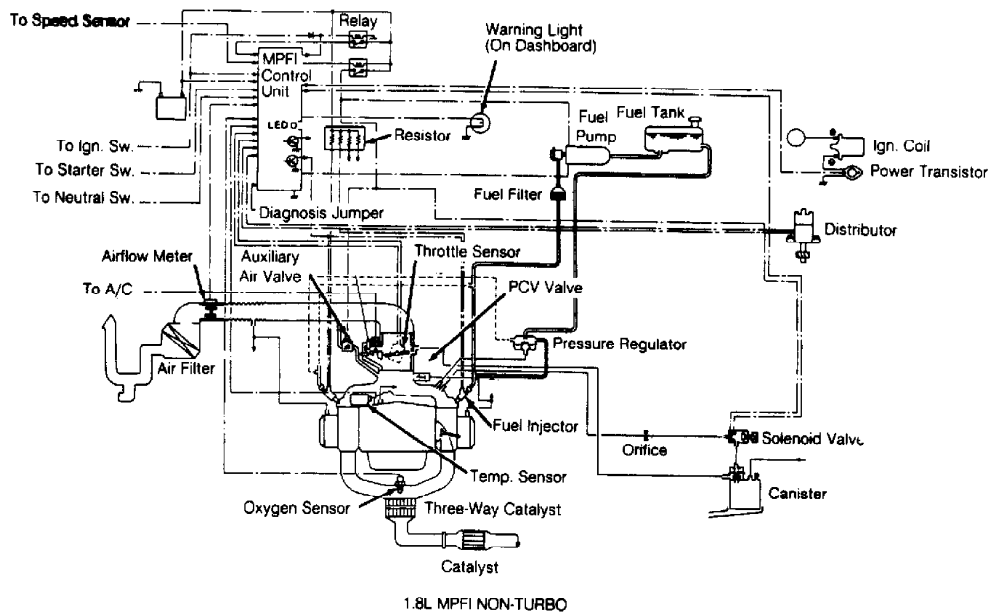 To Speed Sensor
Relay
Warning Light
(On Dashboard)
MPFI
Control
Unit
LED
Fuel Tank
Fuel
Pump
Resistor
To Ign. Sw.
Ign. Coil
To Starter Sw.
Power Transistor
To Neutral Sw.
Fuel Filter
Diagnosis Jumper
Distributor
Airflow Meter
Auxiliary
Air Valve
Throttle Sensor
To A/C
PCV Valve
Pressure Regulator
Air Filter
Fuel Injector
Solenoid Valve
Orifice
Temp. Sensor
Canister
Oxygen Sensor
Three-Way Catalyst
Catalyst
1.8L MPFI NON-TURBO